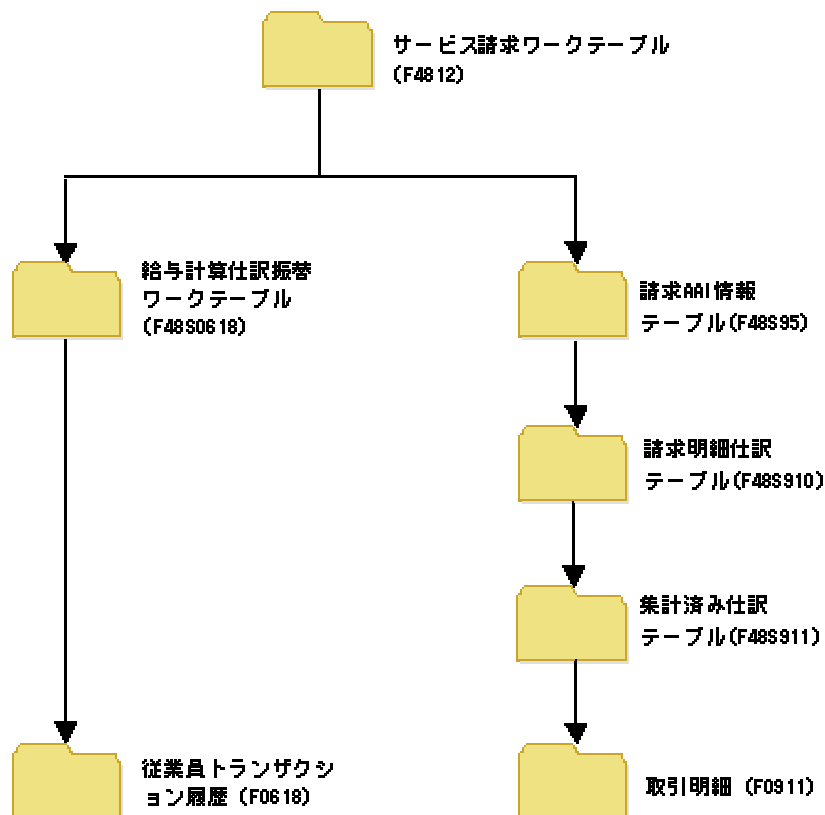 サービス請求ワークテーブル
(F4812)
給与計算仕訳振替
ワークテーブル
(F48S0618)
請求AAI情報
テーブル(F48S95)
請求明細仕訳
テーブル(F48S910)
集計済み仕訳
テーブル(F48S911)
従業員トランザクシ
ョン履歴 (F0618)
取引明細 (F0911)